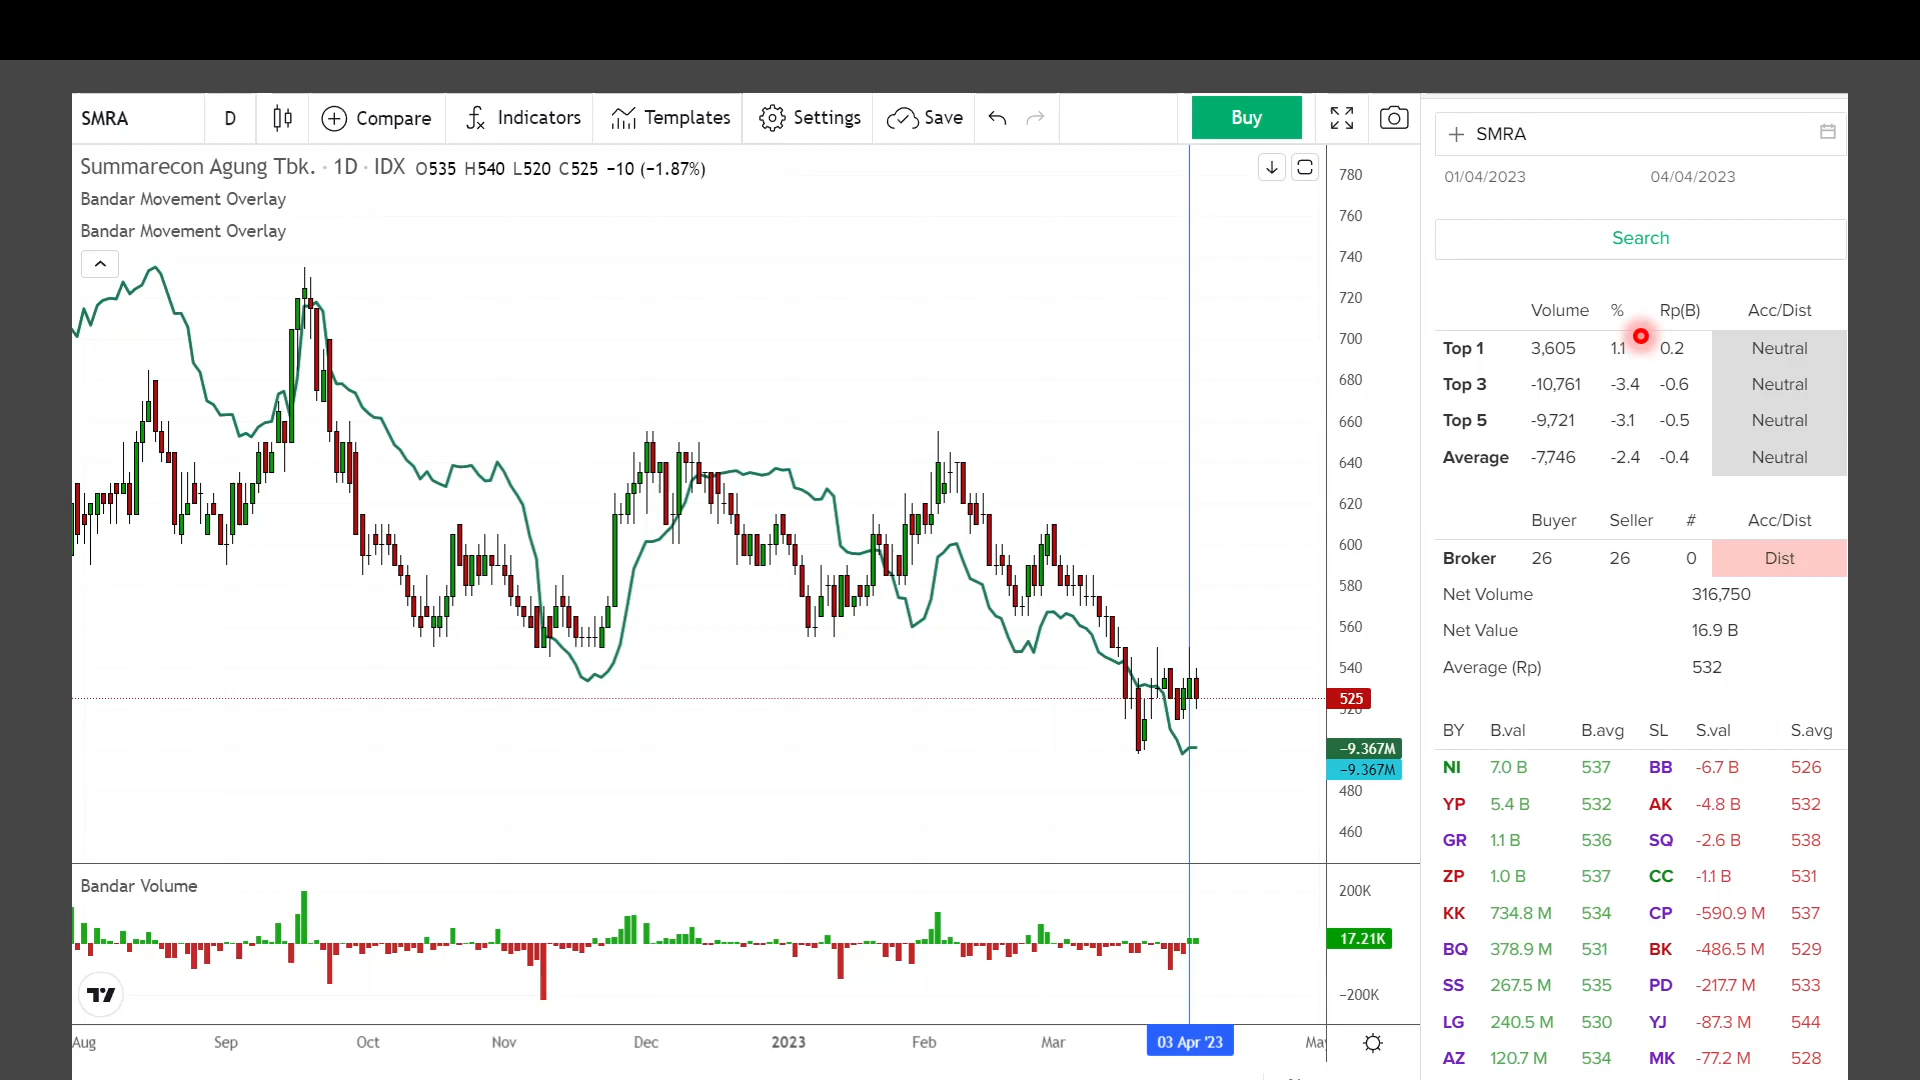 SMRA D Compare Indicators Templates Settings Save Buy
Summarecon Agung Tbk. · 1D · IDX O535 H540 L520 C525 −10 (−1.87%)
Bandar Movement Overlay
Bandar Movement Overlay
780
760
740
720
700
680
660
640
620
600
580
560
540
525
520
−9.367M
−9.367M
480
460
Bandar Volume
200K
17.21K
−200K
Aug Sep Oct Nov Dec 2023 Feb Mar 03 Apr '23 May
SMRA
01/04/2023 04/04/2023
Search
Volume % Rp(B) Acc/Dist
Top 1 3,605 1.1 0.2 Neutral
Top 3 -10,761 -3.4 -0.6 Neutral
Top 5 -9,721 -3.1 -0.5 Neutral
Average -7,746 -2.4 -0.4 Neutral
Buyer Seller # Acc/Dist
Broker 26 26 0 Dist
Net Volume 316,750
Net Value 16.9 B
Average (Rp) 532
BY B.val B.avg SL S.val S.avg
NI 7.0 B 537 BB -6.7 B 526
YP 5.4 B 532 AK -4.8 B 532
GR 1.1 B 536 SQ -2.6 B 538
ZP 1.0 B 537 CC -1.1 B 531
KK 734.8 M 534 CP -590.9 M 537
BQ 378.9 M 531 BK -486.5 M 529
SS 267.5 M 535 PD -217.7 M 533
LG 240.5 M 530 YJ -87.3 M 544
AZ 120.7 M 534 MK -77.2 M 528